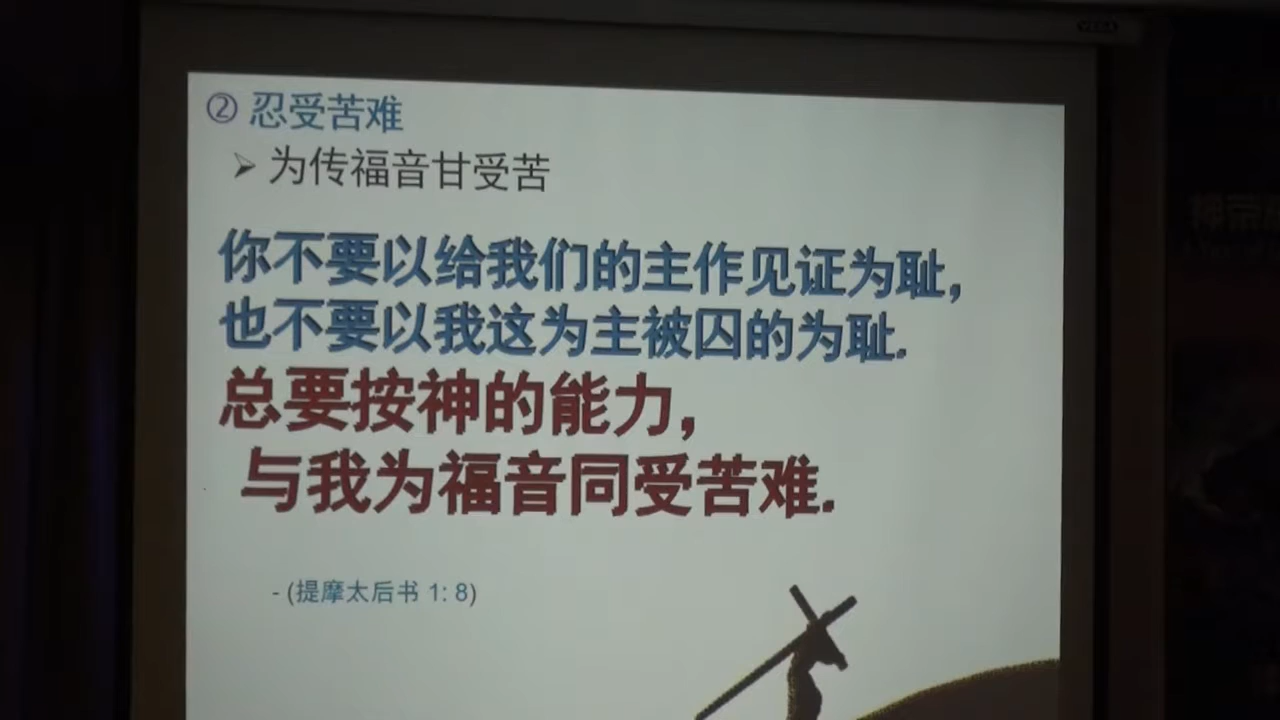 VEGA
② 忍受苦难
➢ 为传福音甘受苦
你不要以给我们的主作见证为耻,
也不要以我这为主被囚的为耻.
总要按神的能力,
与我为福音同受苦难.
- (提摩太后书 1: 8)